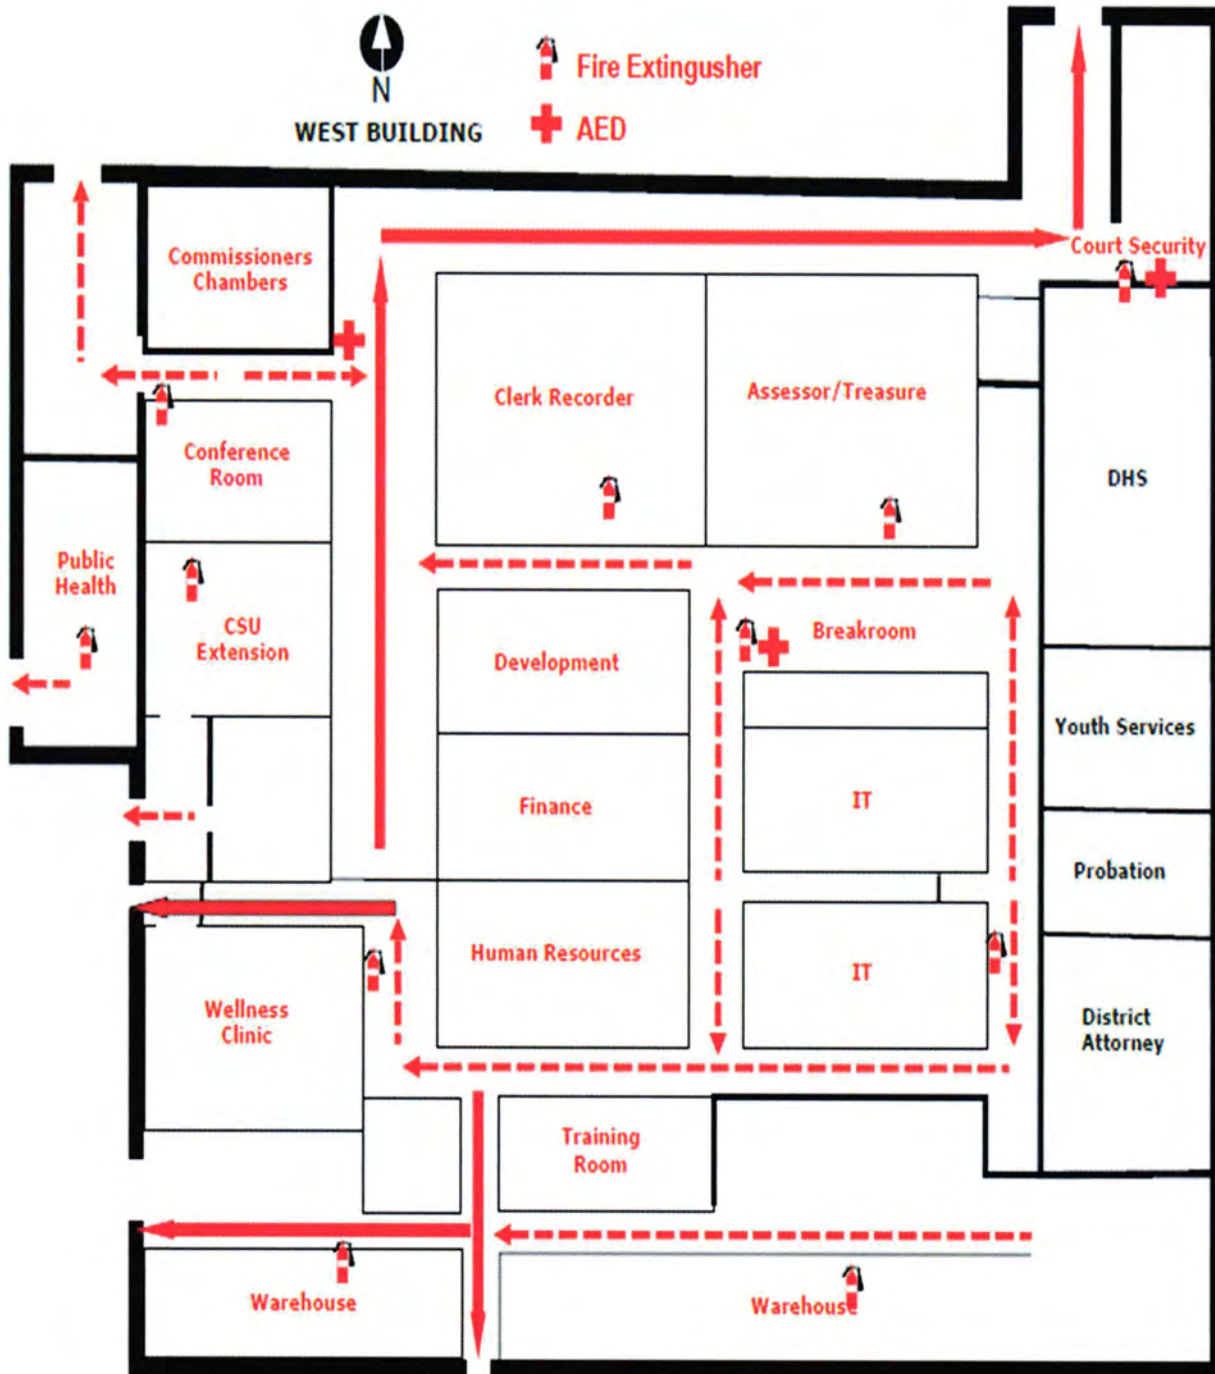 N
WEST BUILDING
Fire Extingusher
AED
Commissioners
Chambers
Court Security
Clerk Recorder
Assessor/Treasure
Conference
Room
DHS
Public
Health
CSU
Extension
Development
Breakroom
Youth Services
Finance
IT
Probation
Human Resources
IT
Wellness
Clinic
District
Attorney
Training
Room
Warehouse
Warehouse